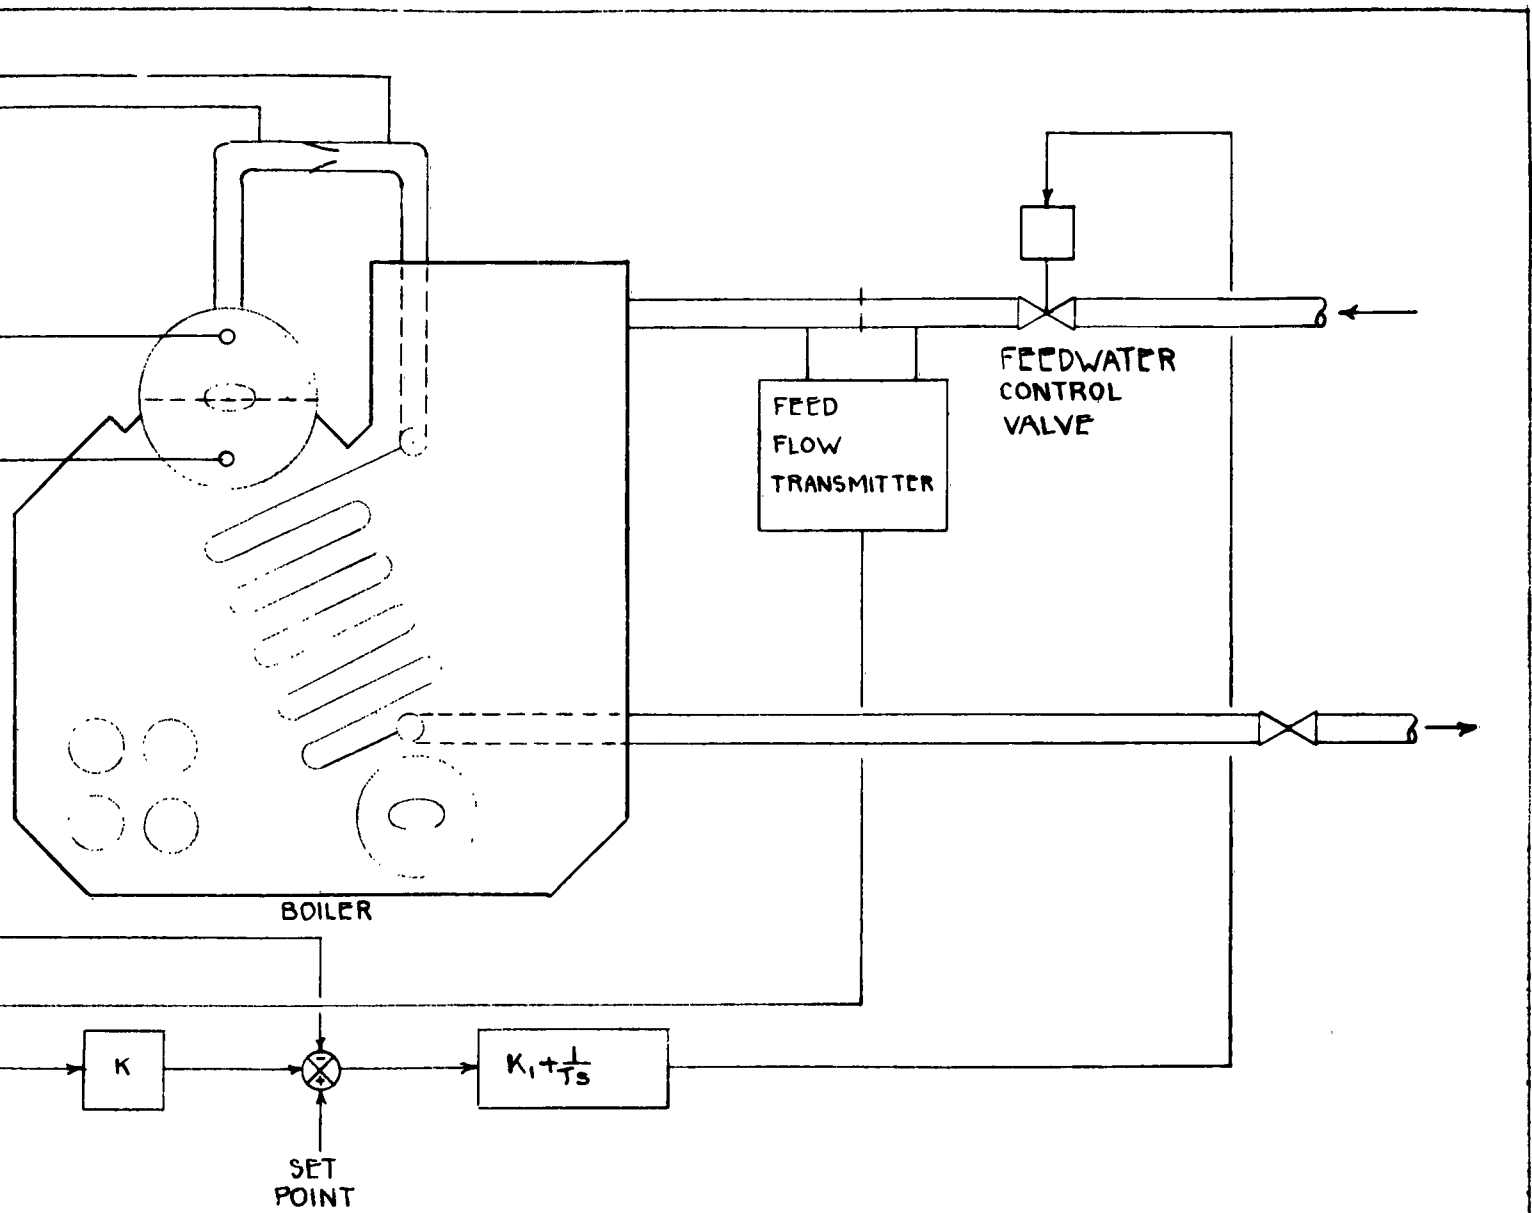 FEEDWATER
CONTROL
VALVE
FEED
FLOW
TRANSMITTER
BOILER
K
-
+
K₁ + 1/Ts
SET
POINT